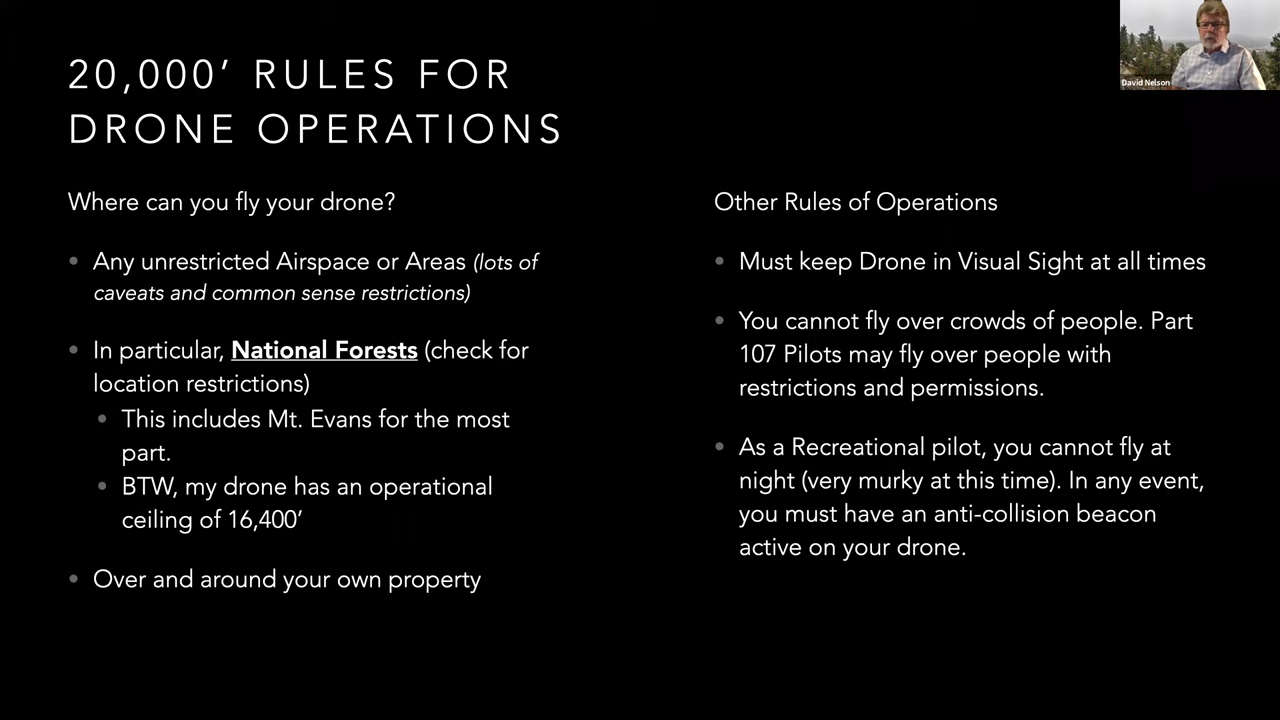 20,000’ RULES FOR
DRONE OPERATIONS
David Nelson
Where can you fly your drone?
• Any unrestricted Airspace or Areas (lots of
caveats and common sense restrictions)
• In particular, National Forests (check for
location restrictions)
• This includes Mt. Evans for the most
part.
• BTW, my drone has an operational
ceiling of 16,400’
• Over and around your own property
Other Rules of Operations
• Must keep Drone in Visual Sight at all times
• You cannot fly over crowds of people. Part
107 Pilots may fly over people with
restrictions and permissions.
• As a Recreational pilot, you cannot fly at
night (very murky at this time). In any event,
you must have an anti-collision beacon
active on your drone.